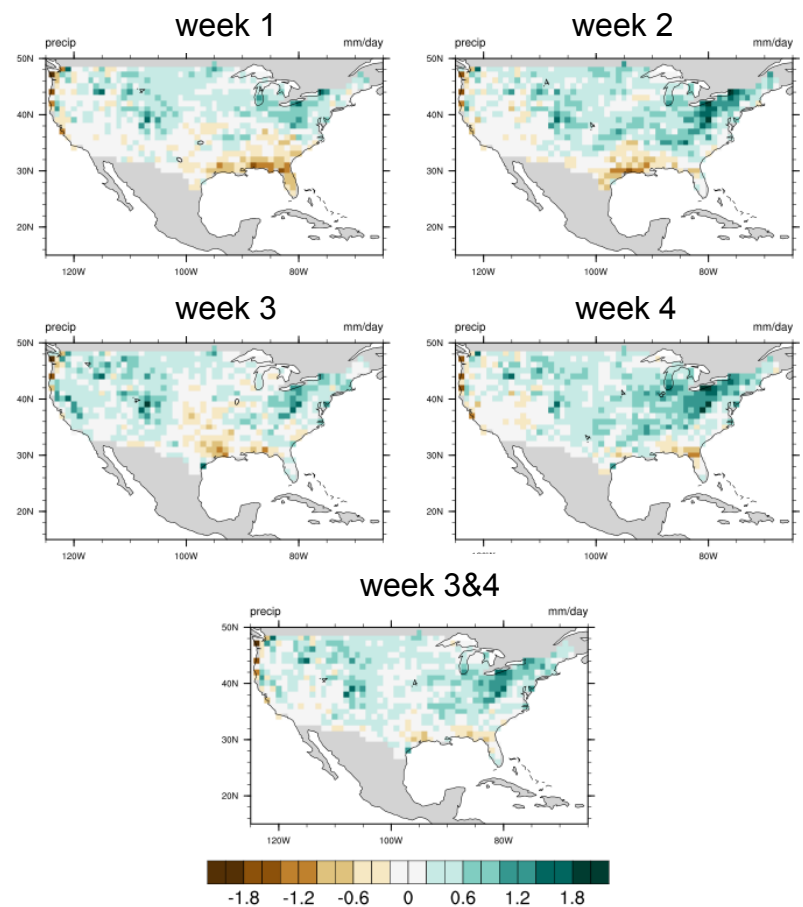 week 1 week 2
precip mm/day precip mm/day
50N 50N
40N 40N
30N 30N
20N 20N
120W 100W 80W 120W 100W 80W
week 3 week 4
precip mm/day precip mm/day
50N 50N
40N 40N
0
30N 30N
20N 20N
120W 100W 80W 100W 80W
week 3&4
precip mm/day
50N
40N
30N
20N
120W 100W 80W
-1.8 -1.2 -0.6 0 0.6 1.2 1.8